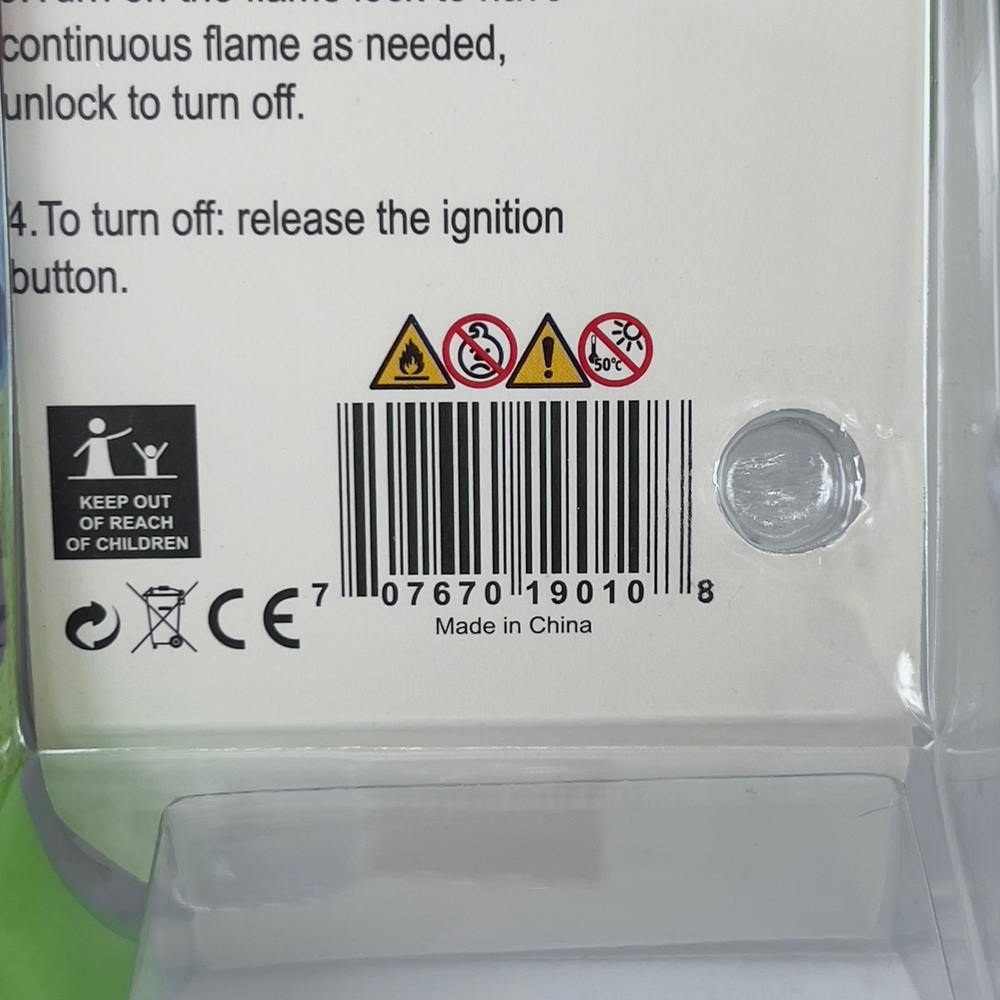 continuous flame as needed,
unlock to turn off.
4.To turn off: release the ignition
button.
50°c
KEEP OUT
OF REACH
OF CHILDREN
CE
7 07670 19010 8
Made in China